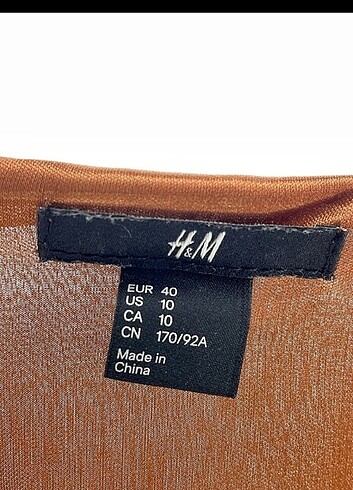 H&M
EUR 40
US 10
CA 10
CN 170/92A
Made in
China